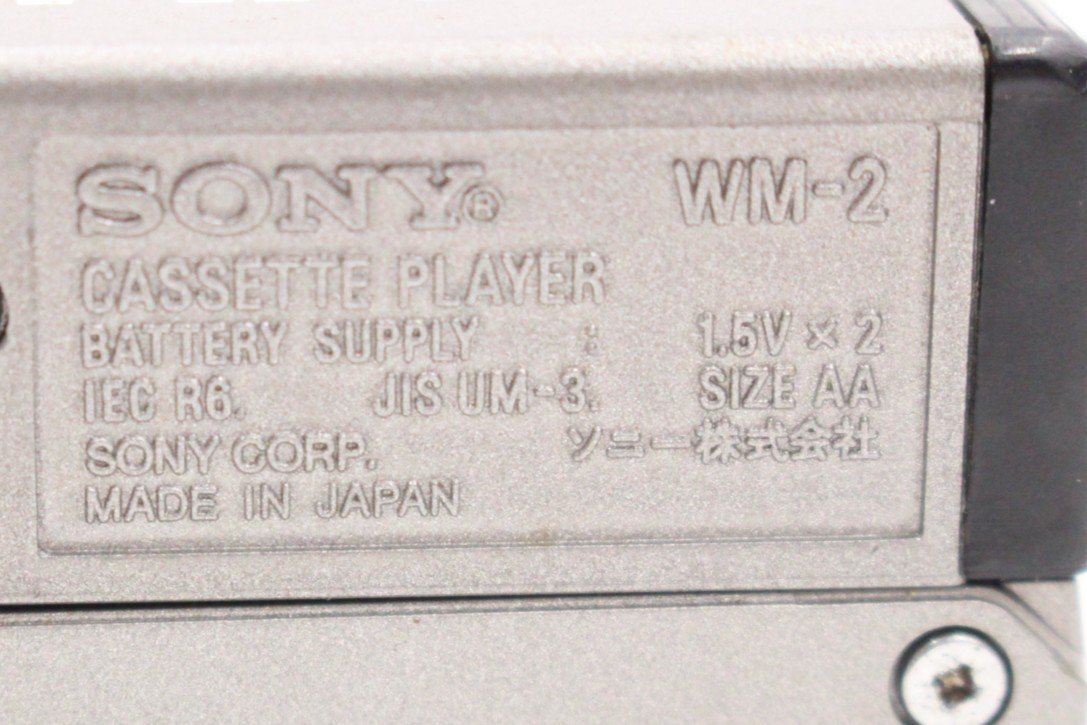 SONY® WM-2
CASSETTE PLAYER
BATTERY SUPPLY : 1.5V × 2
IEC R6. JIS UM-3. SIZE AA
SONY CORP. ソニー株式会社
MADE IN JAPAN